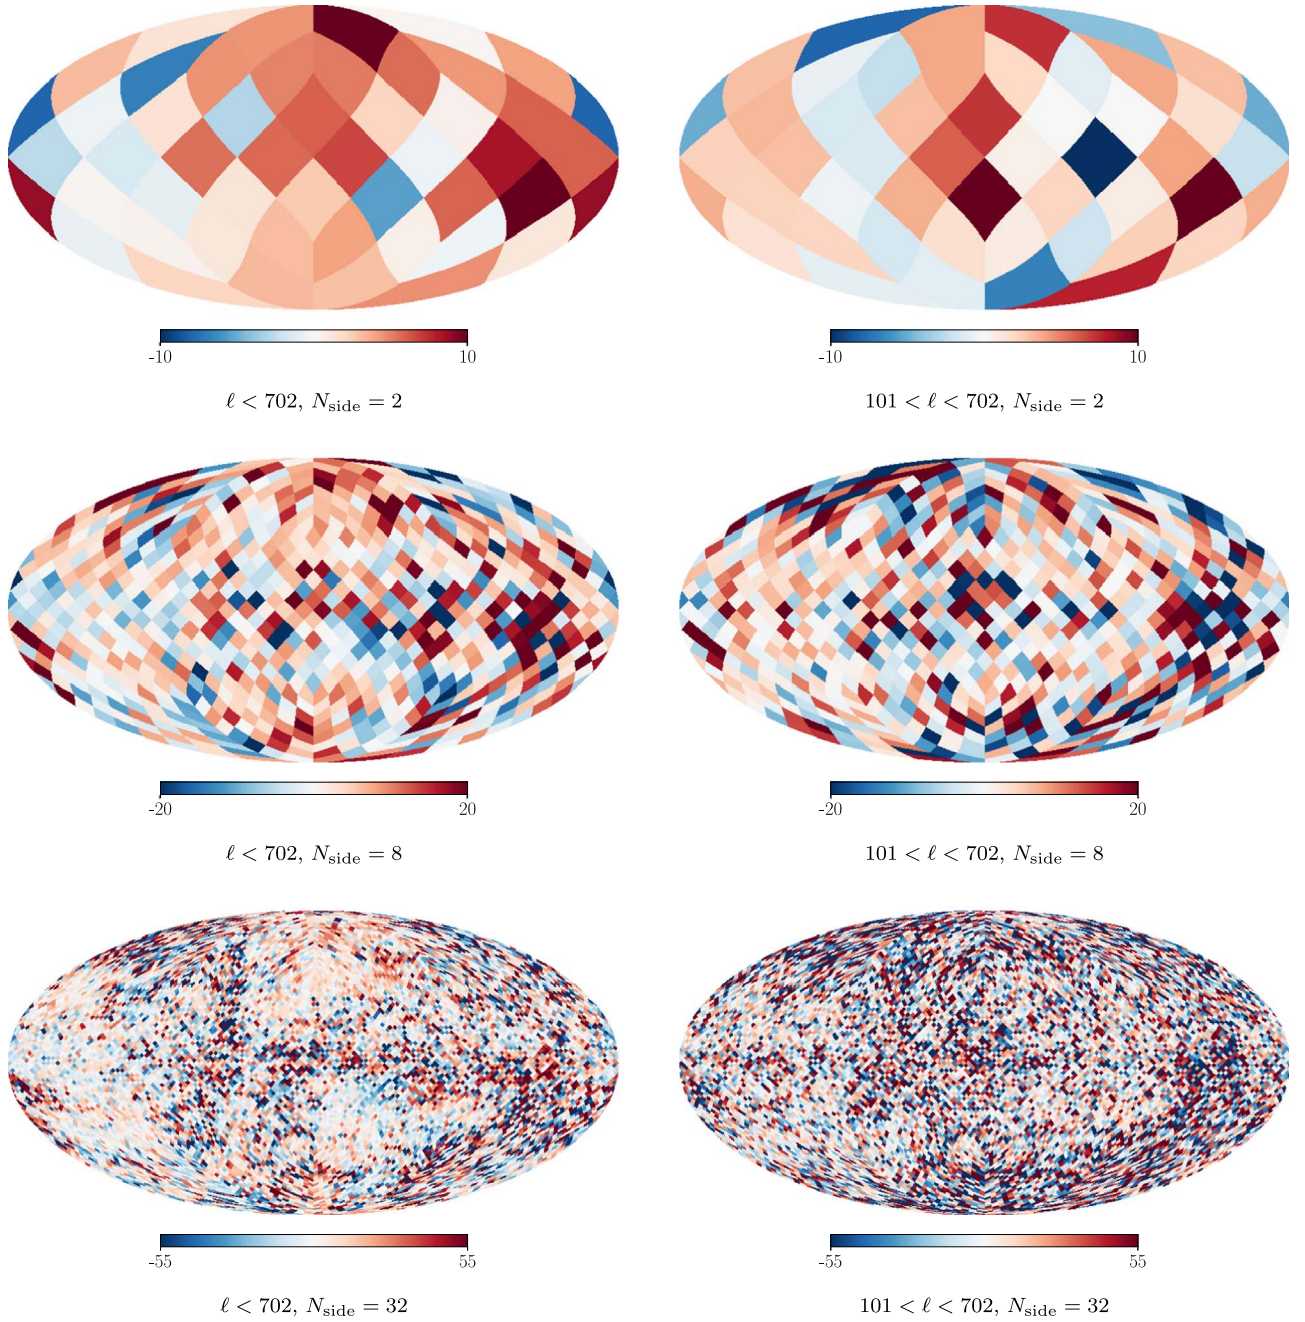 -10 10 -10 10
ℓ < 702, N_side = 2 101 < ℓ < 702, N_side = 2
-20 20 -20 20
ℓ < 702, N_side = 8 101 < ℓ < 702, N_side = 8
-55 55 -55 55
ℓ < 702, N_side = 32 101 < ℓ < 702, N_side = 32